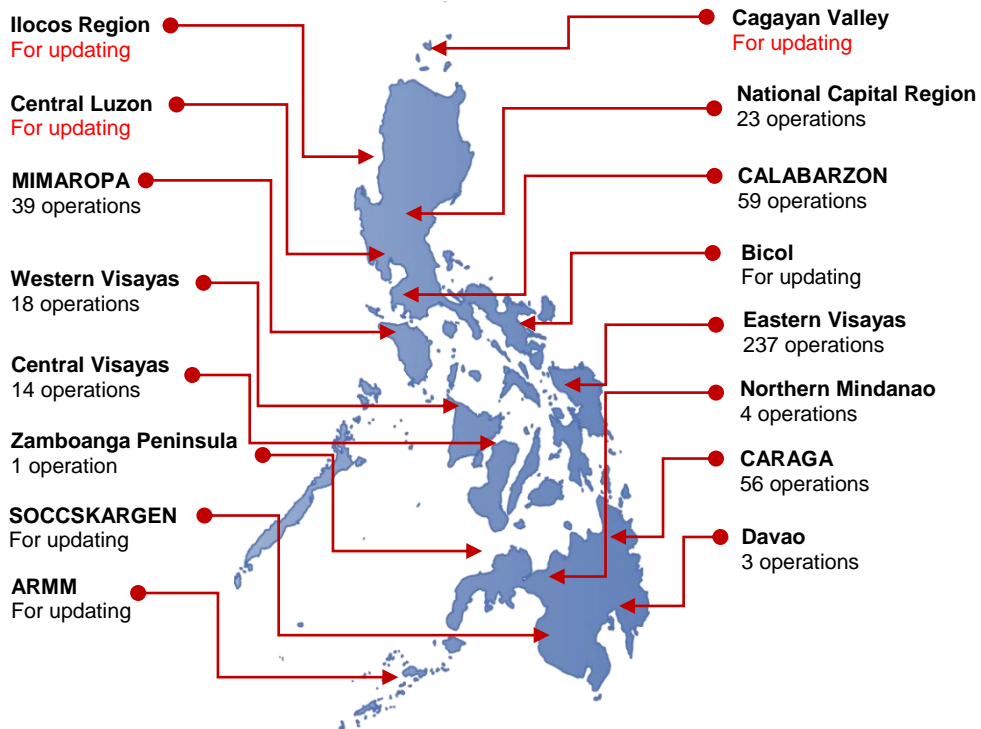 Ilocos Region
For updating
Central Luzon
For updating
MIMAROPA
39 operations
Western Visayas
18 operations
Central Visayas
14 operations
Zamboanga Peninsula
1 operation
SOCCSKARGEN
For updating
ARMM
For updating
Cagayan Valley
For updating
National Capital Region
23 operations
CALABARZON
59 operations
Bicol
For updating
Eastern Visayas
237 operations
Northern Mindanao
4 operations
CARAGA
56 operations
Davao
3 operations